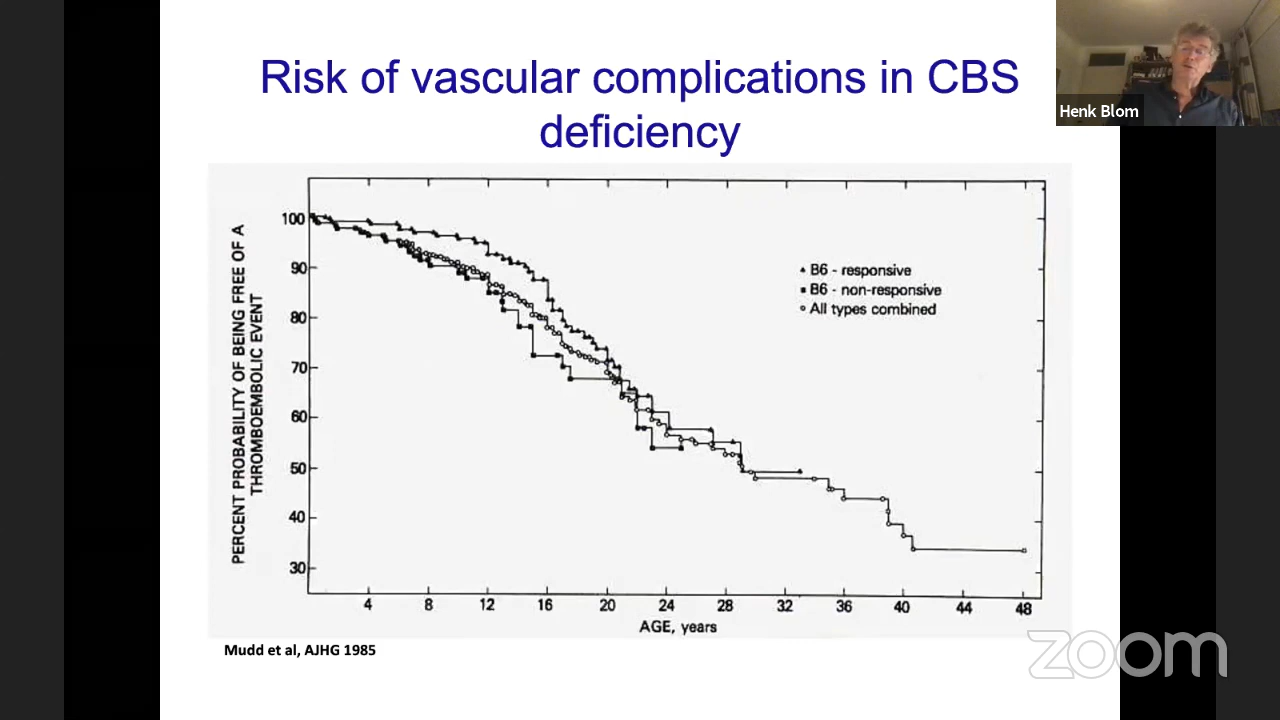 Risk of vascular complications in CBS
deficiency
Henk Blom
PERCENT PROBABILITY OF BEING FREE OF A
THROMBOEMBOLIC EVENT
100
90
80
70
60
50
40
30
B6 - responsive
B6 - non-responsive
All types combined
4 8 12 16 20 24 28 32 36 40 44 48
AGE, years
Mudd et al, AJHG 1985
zoom